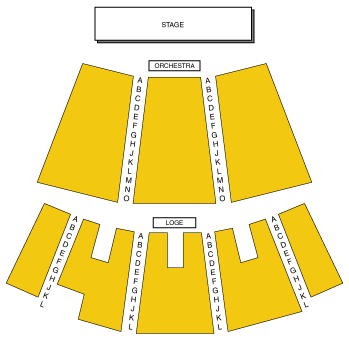 STAGE
ORCHESTRA
A A
B B
C C
D D
E E
F F
G G
H H
J J
K K
L L
M M
N N
O O
LOGE
A A A A
B B B B
C C C C
D D D D
E E E E
F F F F
G G G G
H H H H
J J J J
K K K K
L L L L